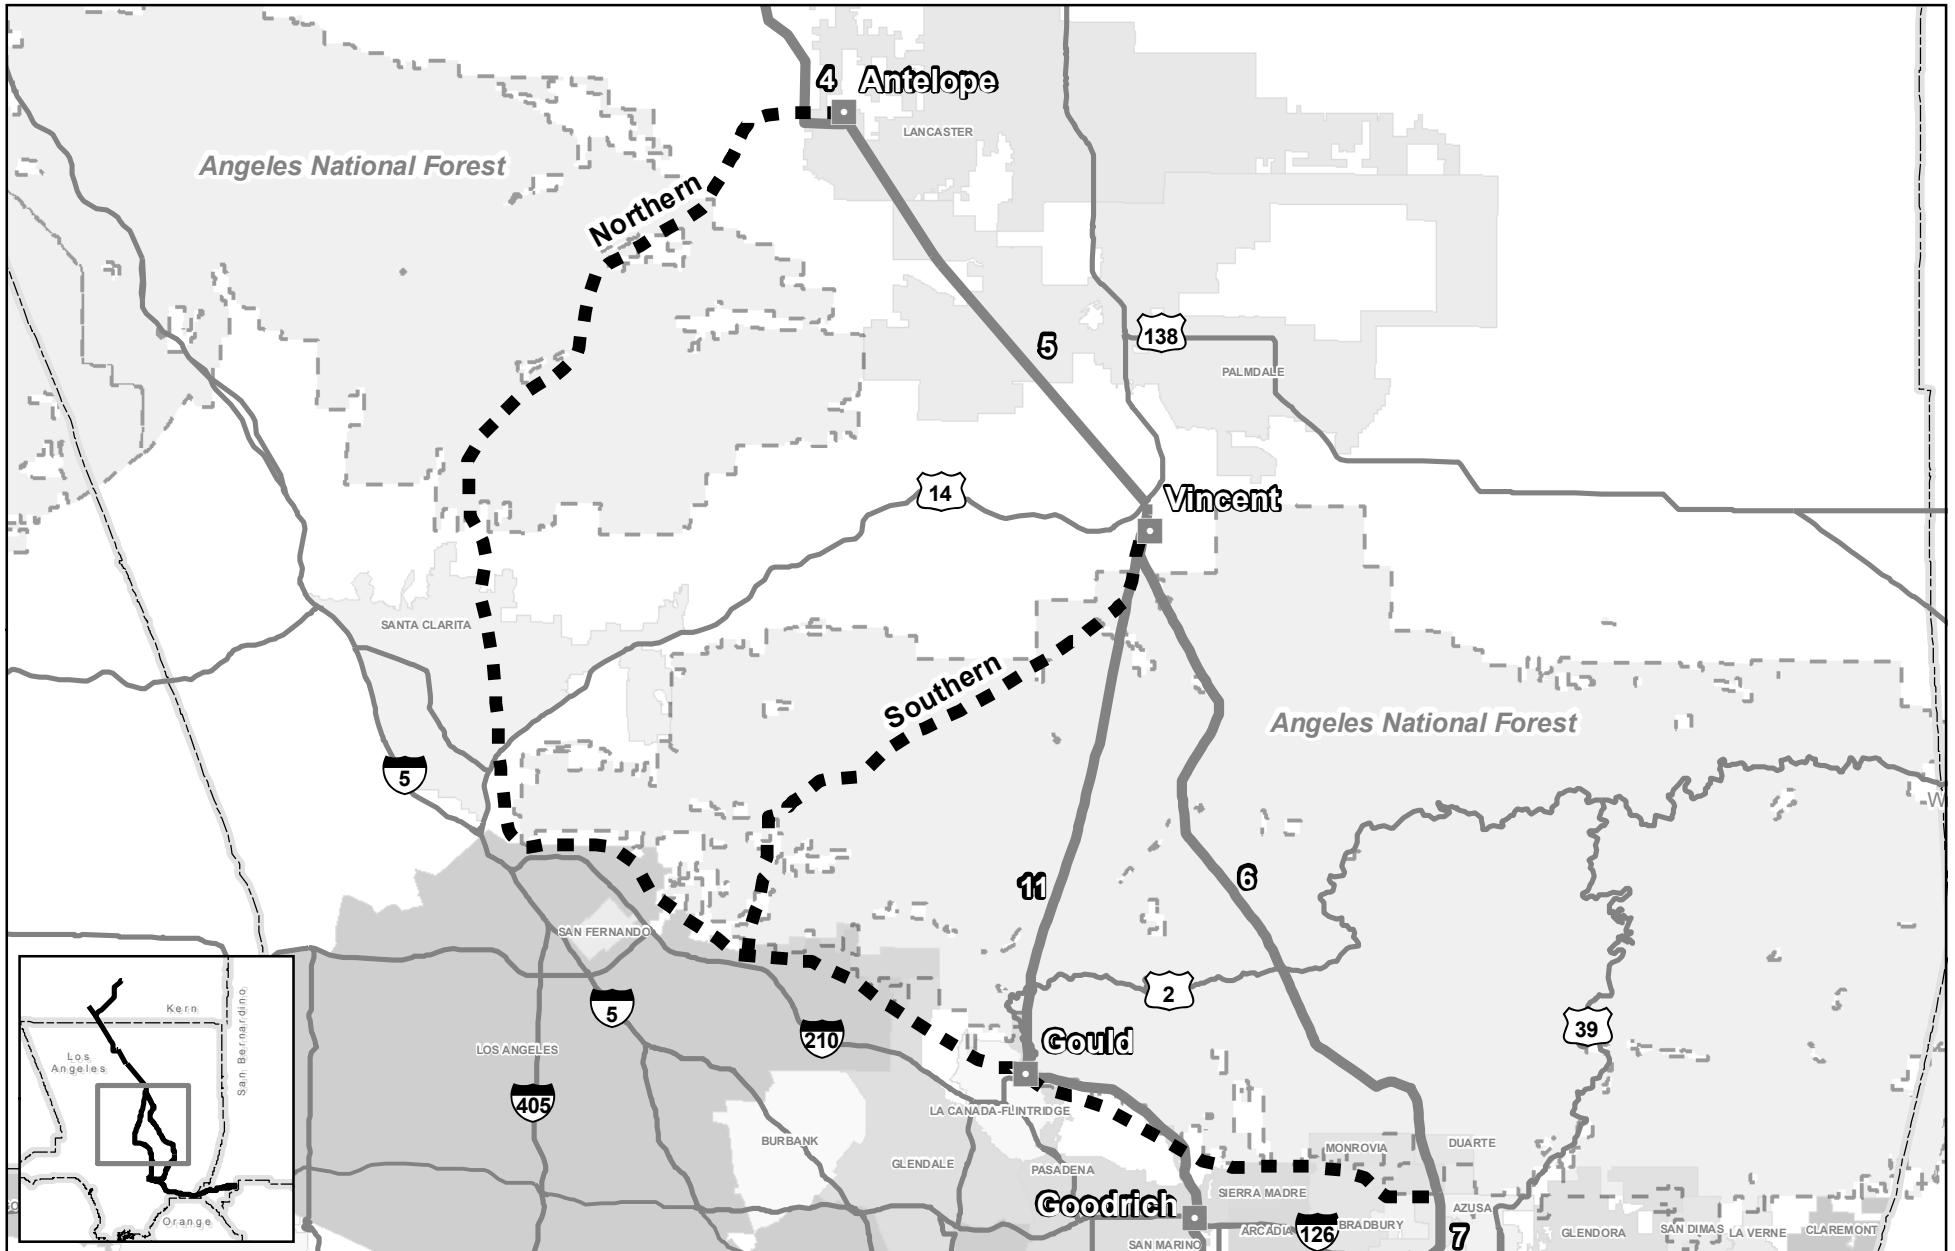 4 Antelope
LANCASTER
Angeles National Forest
Northern
5
138
PALMDALE
14
Vincent
SANTA CLARITA
Southern
Angeles National Forest
5
W
11
6
SAN FERNANDO
2
5
39
210
Gould
LOS ANGELES
405
LA CANADA-FLINTRIDGE
BURBANK
GLENDALE
PASADENA
MONROVIA
DUARTE
SIERRA MADRE
Goodrich
AZUSA
ARCADIA
126
BRADBURY
7
SAN MARINO
GLENDORA
SAN DIMAS
LA VERNE
CLAREMONT
Kern
San Bernardino
Los
Angeles
Orange